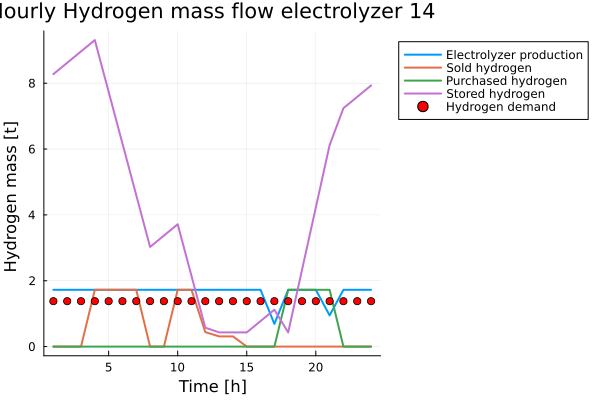 ourly Hydrogen mass flow electrolyzer 14
Electrolyzer production
Sold hydrogen
Purchased hydrogen
Stored hydrogen
Hydrogen demand
Hydrogen mass [t]
8
6
4
2
0
5 10 15 20
Time [h]